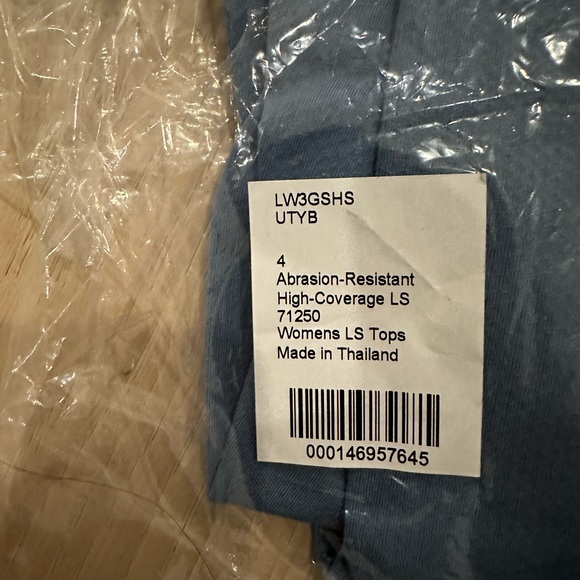 LW3GSHS
UTYB
4
Abrasion-Resistant
High-Coverage LS
71250
Womens LS Tops
Made in Thailand
000146957645